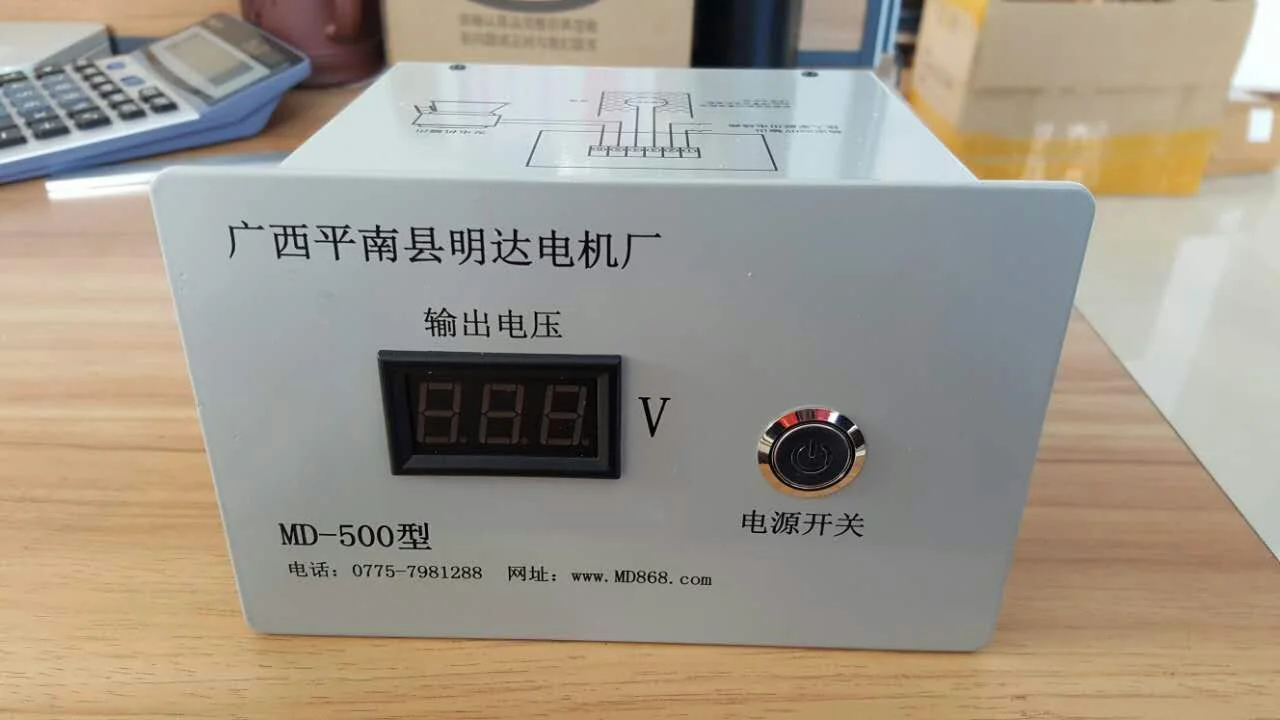 广西平南县明达电机厂
输出电压
V
电源开关
MD-500型
电话: 0775-7981288 网址: www.MD868.com